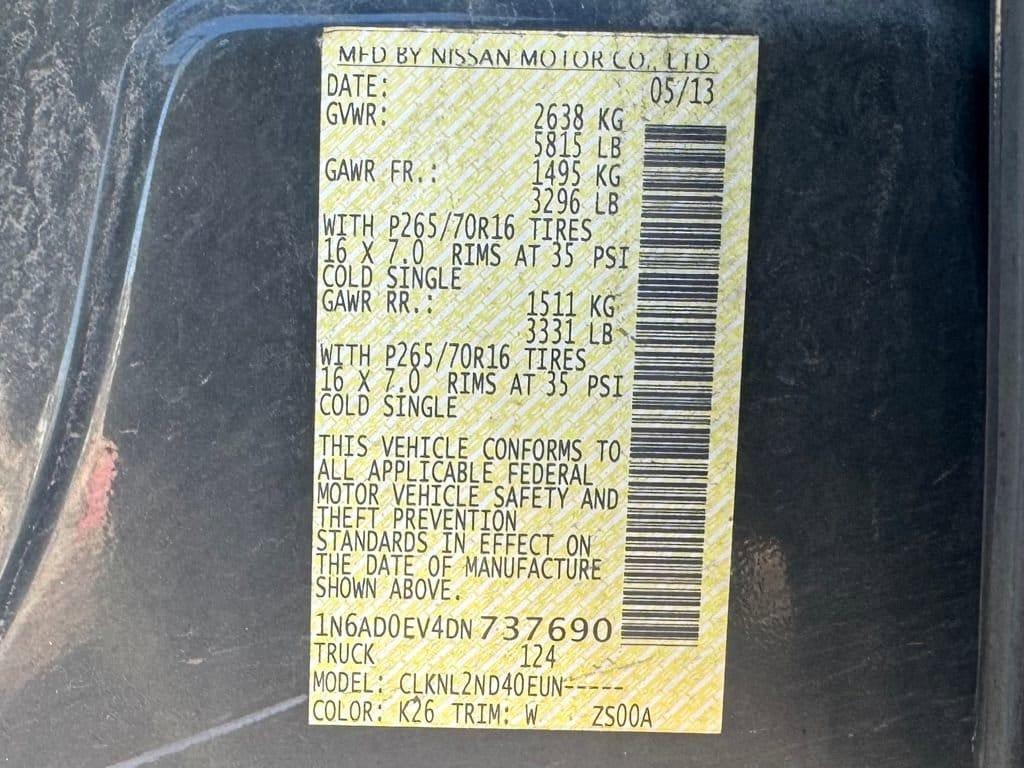 MFD BY NISSAN MOTOR CO., LTD.
DATE: 05/13
GVWR: 2638 KG
5815 LB
GAWR FR.: 1495 KG
3296 LB
WITH P265/70R16 TIRES
16 X 7.0 RIMS AT 35 PSI
COLD SINGLE
GAWR RR.: 1511 KG
3331 LB
WITH P265/70R16 TIRES
16 X 7.0 RIMS AT 35 PSI
COLD SINGLE
THIS VEHICLE CONFORMS TO
ALL APPLICABLE FEDERAL
MOTOR VEHICLE SAFETY AND
THEFT PREVENTION
STANDARDS IN EFFECT ON
THE DATE OF MANUFACTURE
SHOWN ABOVE.
1N6AD0EV4DN737690
TRUCK 124
MODEL: CLKNL2ND40EUN-----
COLOR: K26 TRIM: W ZS00A